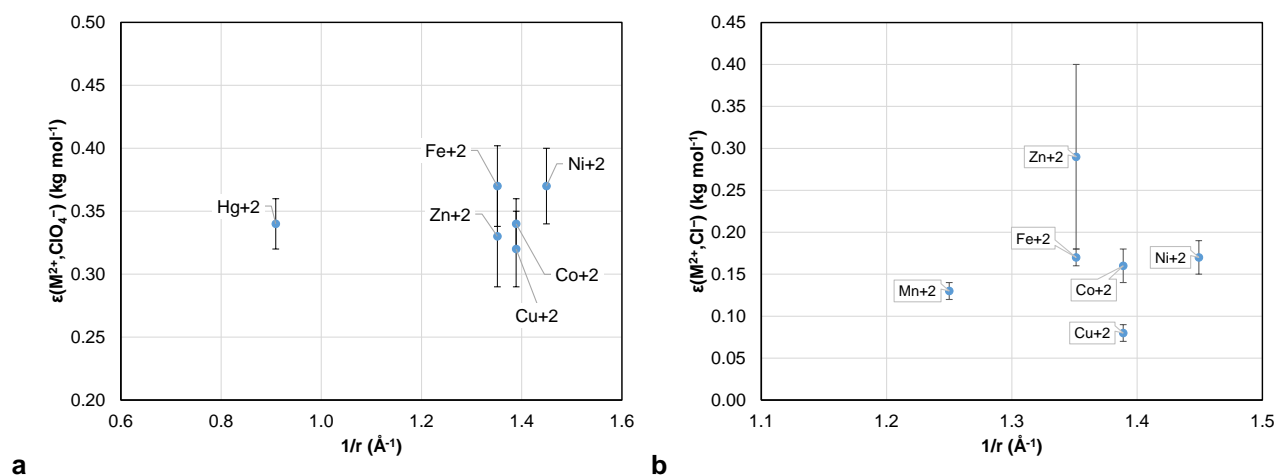 0.50
0.45
0.40
0.35
0.30
0.25
0.20
ε(M²⁺,ClO₄⁻) (kg mol⁻¹)
Fe+2
Ni+2
Hg+2
Zn+2
Co+2
Cu+2
0.6 0.8 1.0 1.2 1.4 1.6
1/r (Å⁻¹)
a
0.45
0.40
0.35
0.30
0.25
0.20
0.15
0.10
0.05
0.00
ε(M²⁺,Cl⁻) (kg mol⁻¹)
Zn+2
Fe+2
Ni+2
Mn+2
Co+2
Cu+2
1.1 1.2 1.3 1.4 1.5
1/r (Å⁻¹)
b